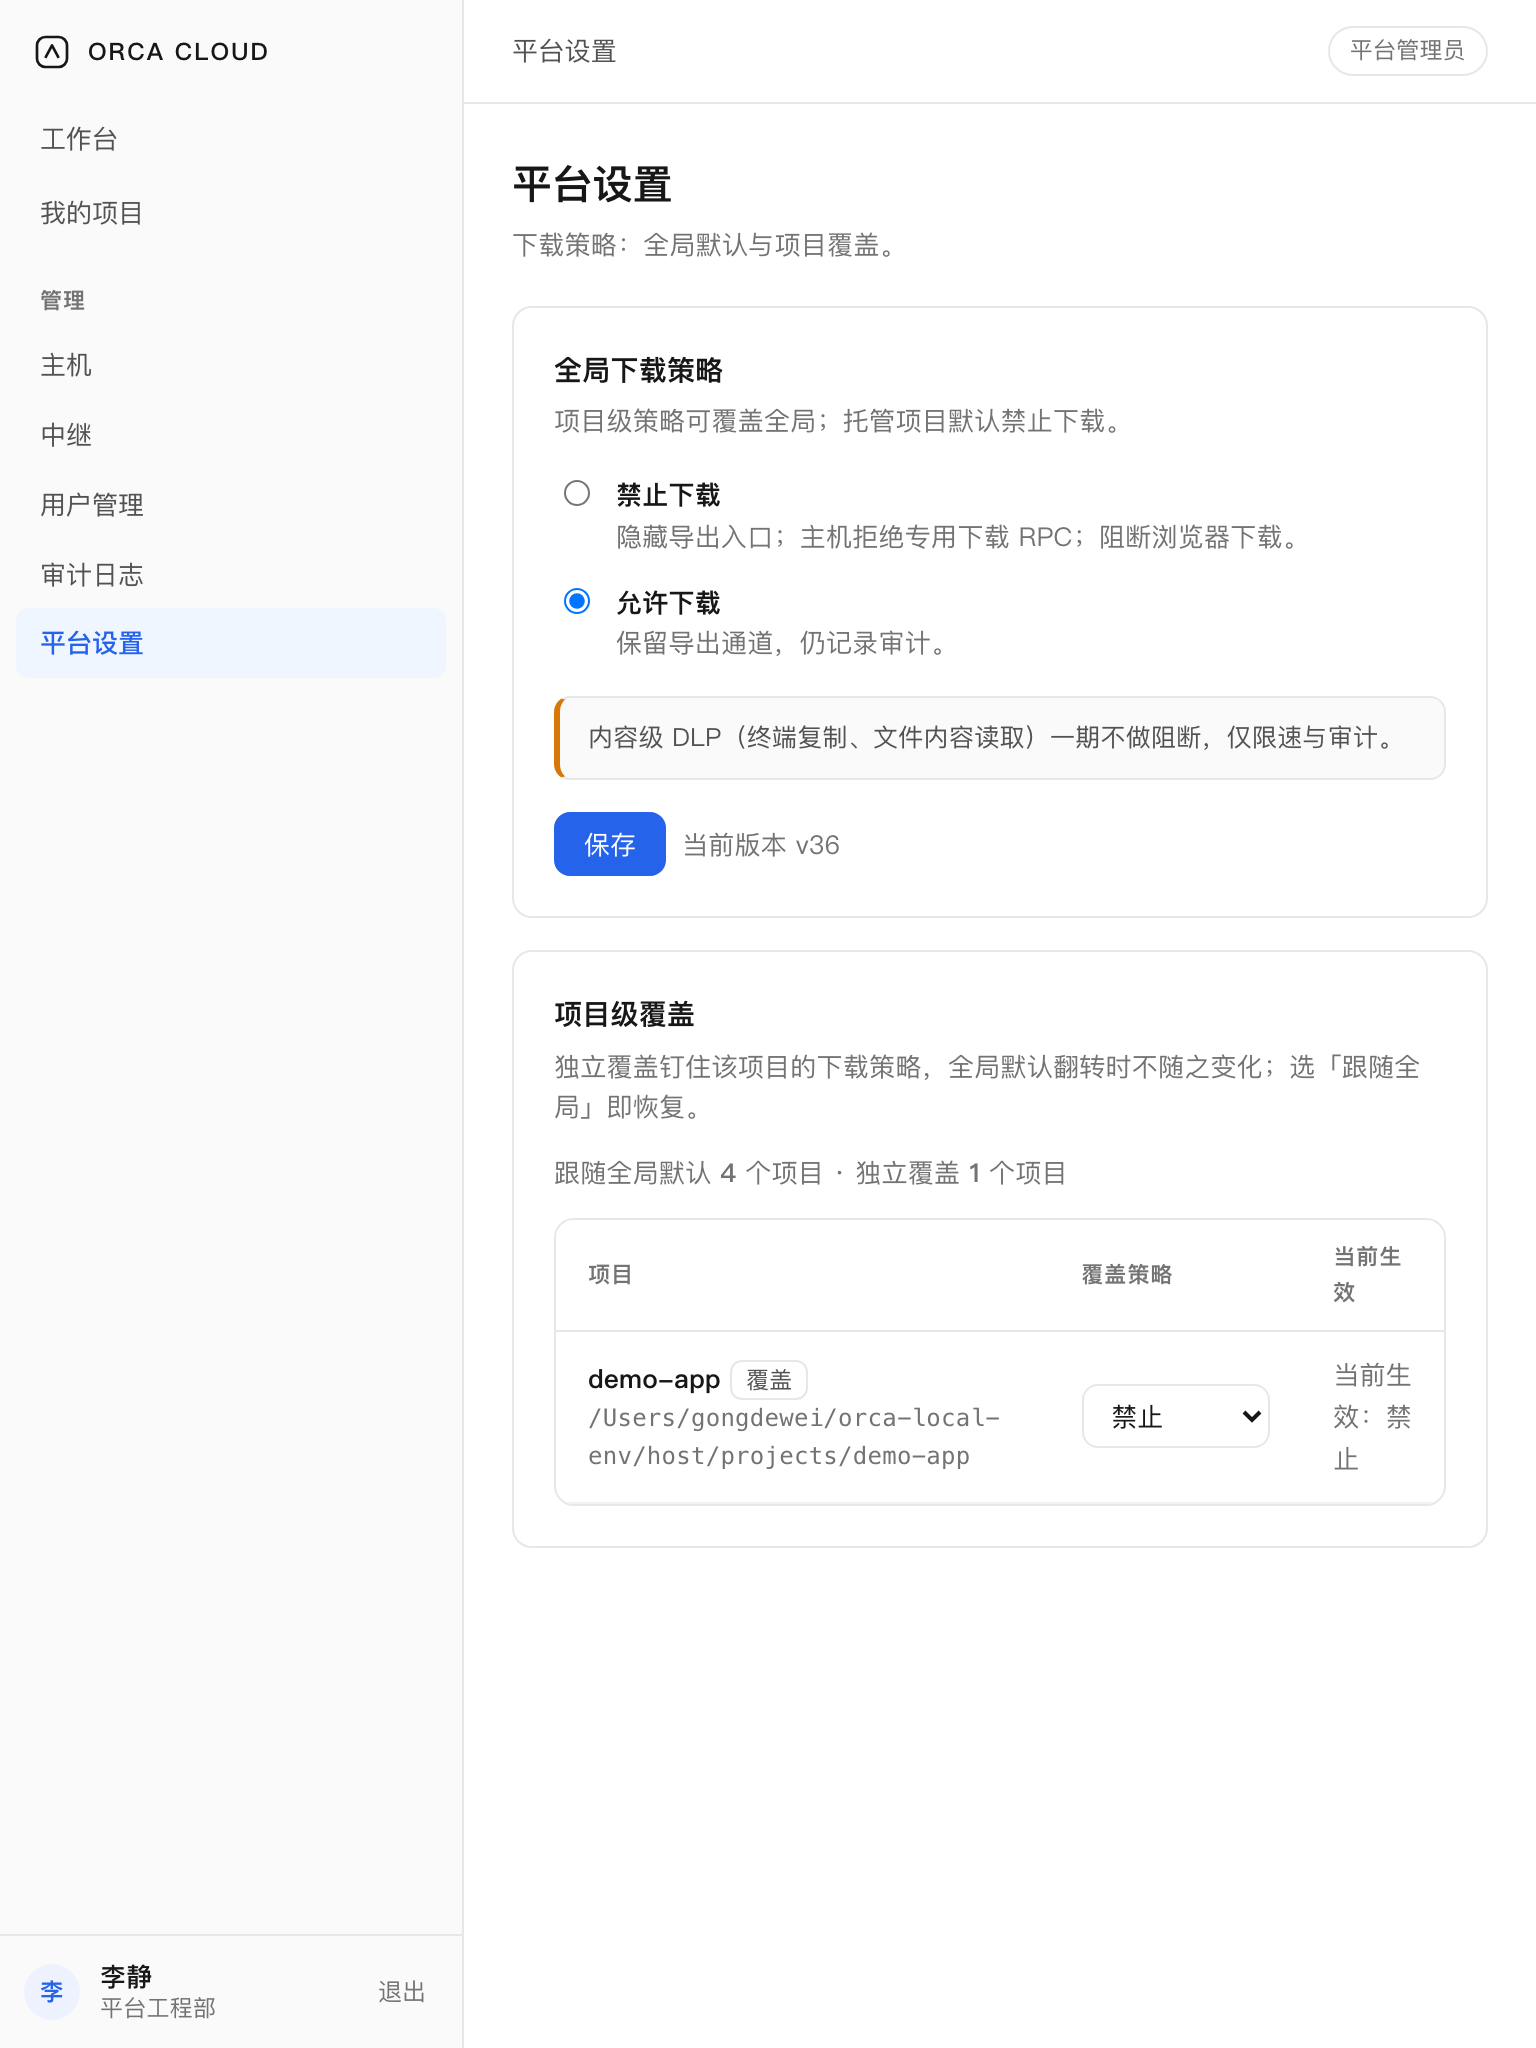 ORCA CLOUD
工作台
我的项目
管理
主机
中继
用户管理
审计日志
平台设置
李
李静
平台工程部
退出
平台设置
平台管理员
平台设置
下载策略：全局默认与项目覆盖。
全局下载策略
项目级策略可覆盖全局；托管项目默认禁止下载。
禁止下载
隐藏导出入口；主机拒绝专用下载 RPC；阻断浏览器下载。
允许下载
保留导出通道，仍记录审计。
内容级 DLP（终端复制、文件内容读取）一期不做阻断，仅限速与审计。
保存
当前版本 v36
项目级覆盖
独立覆盖钉住该项目的下载策略，全局默认翻转时不随之变化；选「跟随全
局」即恢复。
跟随全局默认 4 个项目 · 独立覆盖 1 个项目
项目
覆盖策略
当前生
效
demo-app 覆盖
/Users/gongdewei/orca-local-
env/host/projects/demo-app
禁止
当前生
效：禁
止